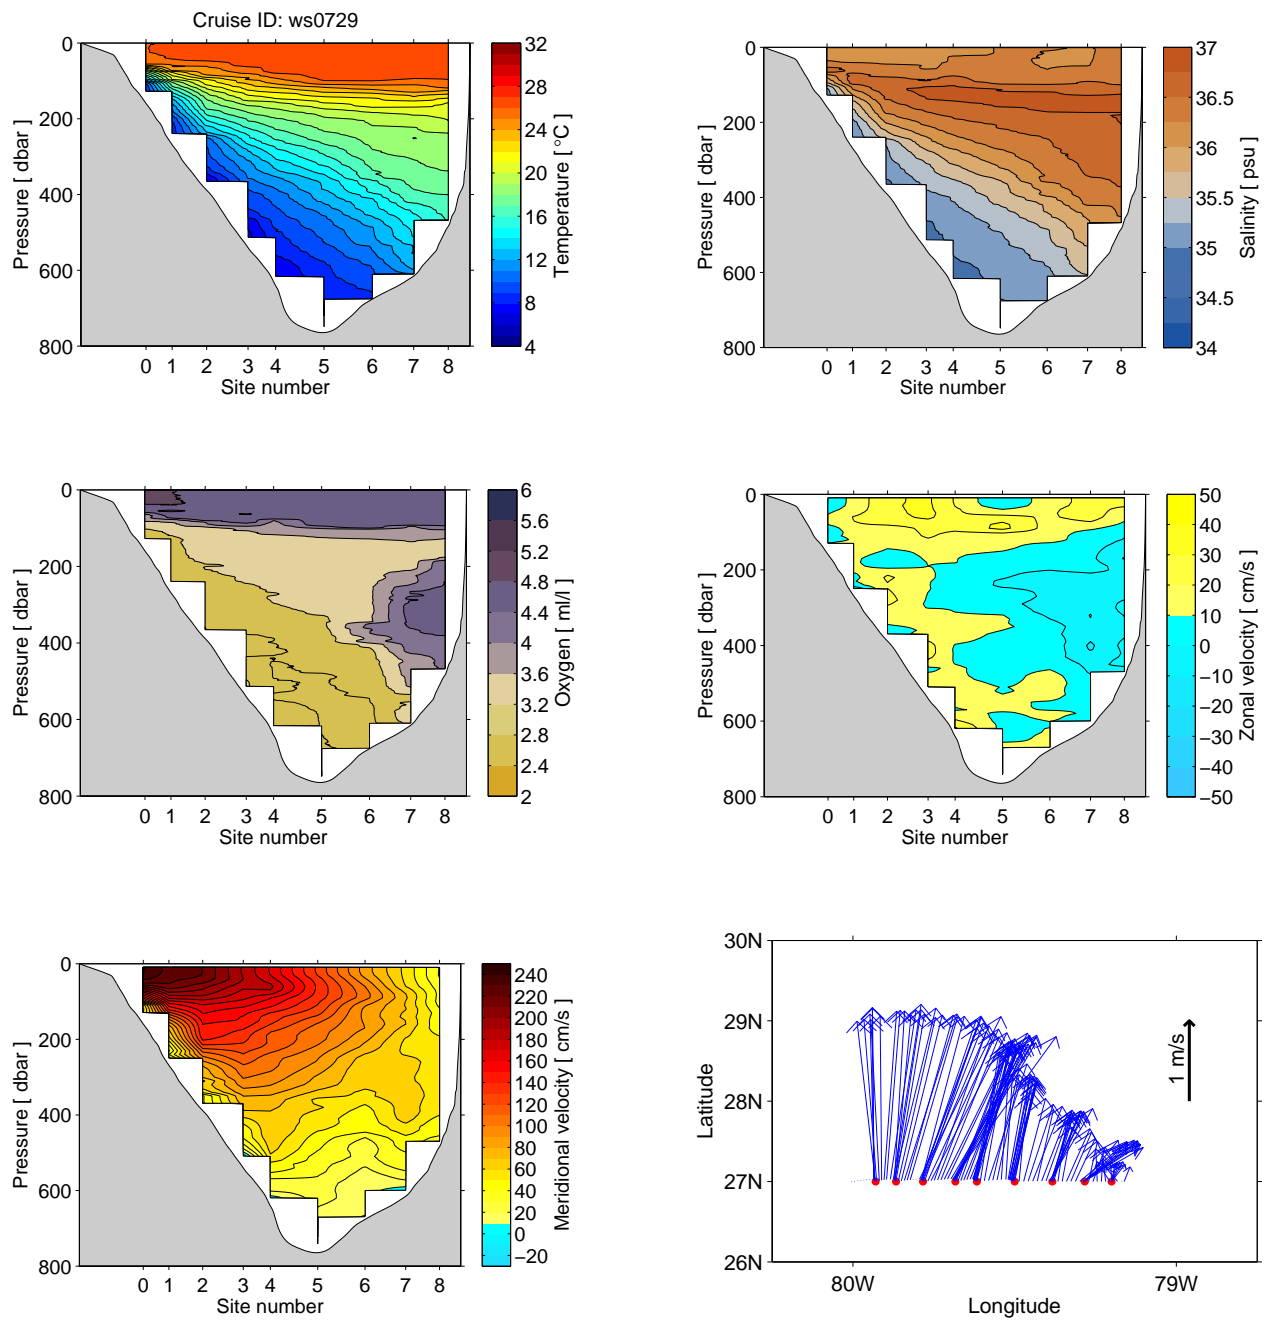 Cruise ID: ws0729
0
200
400
600
800
Pressure [ dbar ]
0 1 2 3 4 5 6 7 8
Site number
32
28
24
20
16
12
8
4
Temperature [ °C ]
0
200
400
600
800
Pressure [ dbar ]
0 1 2 3 4 5 6 7 8
Site number
37
36.5
36
35.5
35
34.5
34
Salinity [ psu ]
0
200
400
600
800
Pressure [ dbar ]
0 1 2 3 4 5 6 7 8
Site number
6
5.6
5.2
4.8
4.4
4
3.6
3.2
2.8
2.4
2
Oxygen [ ml/l ]
0
200
400
600
800
Pressure [ dbar ]
0 1 2 3 4 5 6 7 8
Site number
50
40
30
20
10
0
−10
−20
−30
−40
−50
Zonal velocity [ cm/s ]
0
200
400
600
800
Pressure [ dbar ]
0 1 2 3 4 5 6 7 8
Site number
240
220
200
180
160
140
120
100
80
60
40
20
0
−20
Meridional velocity [ cm/s ]
30N
29N
28N
27N
26N
Latitude
1 m/s
80W 79W
Longitude